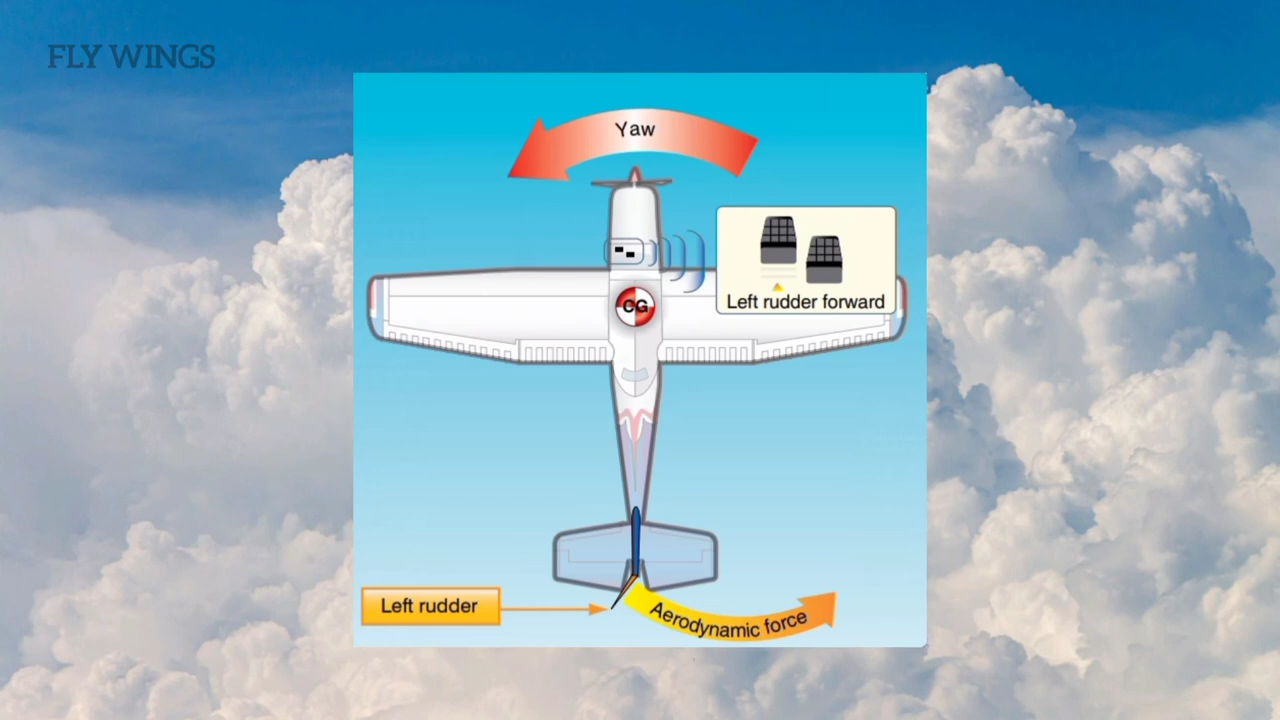 FLY WINGS
Yaw
CG
Left rudder forward
Left rudder
Aerodynamic force